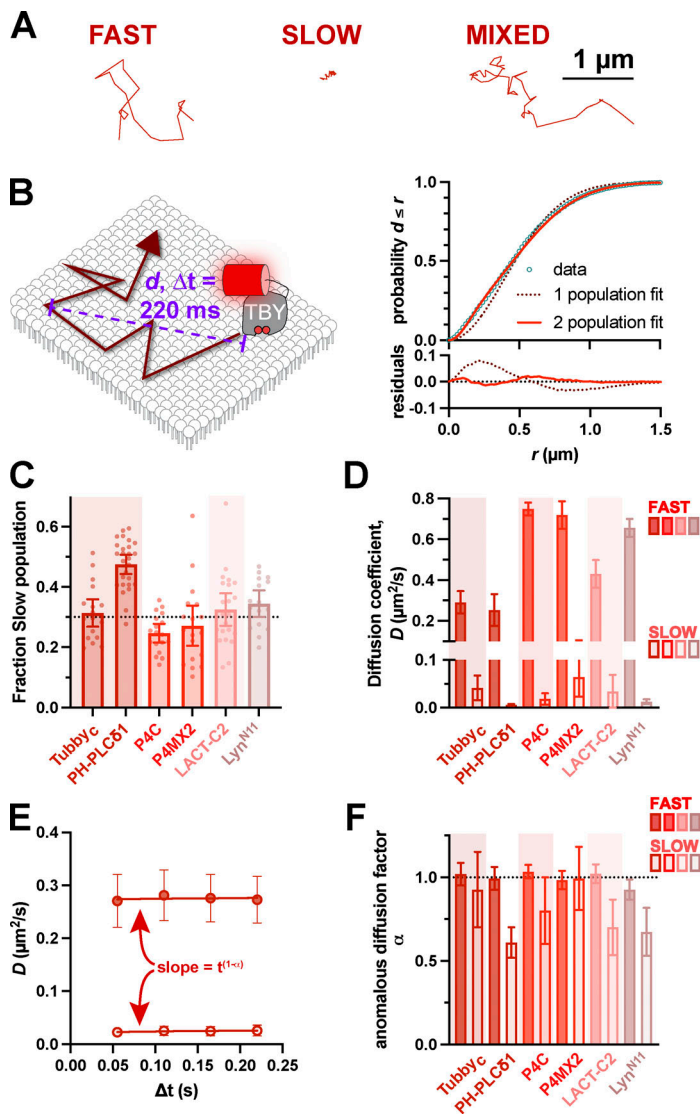 A
FAST
SLOW
MIXED
1 µm
B
d, Δt =
220 ms
TBY
probability d ≤ r
1.0
0.5
0.0
data
1 population fit
2 population fit
residuals
0.1
0.0
-0.1
0.0
0.5
1.0
1.5
r (µm)
C
Fraction Slow population
0.6
0.4
0.2
0.0
Tubbyc
PH-PLCδ1
P4C
P4MX2
LACT-C2
LynN11
D
Diffusion coefficient,
D (µm²/s)
0.8
0.6
0.4
0.2
0.1
0.0
FAST
SLOW
Tubbyc
PH-PLCδ1
P4C
P4MX2
LACT-C2
LynN11
E
D (µm²/s)
0.4
0.3
0.2
0.1
0.0
slope = t(1-α)
0.00
0.05
0.10
0.15
0.20
0.25
Δt (s)
F
anomalous diffusion factor
α
1.0
0.5
0.0
FAST
SLOW
Tubbyc
PH-PLCδ1
P4C
P4MX2
LACT-C2
LynN11